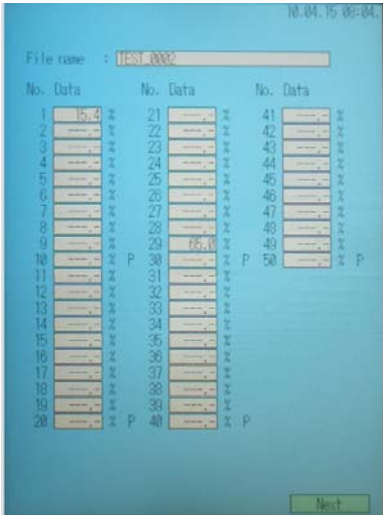 10.04.15 08:04.
File name : TEST.0002
No. Data No. Data No. Data
1 15.4 % 21 ---.- % 41 ---.- %
2 ---.- % 22 ---.- % 42 ---.- %
3 ---.- % 23 ---.- % 43 ---.- %
4 ---.- % 24 ---.- % 44 ---.- %
5 ---.- % 25 ---.- % 45 ---.- %
6 ---.- % 26 ---.- % 46 ---.- %
7 ---.- % 27 ---.- % 47 ---.- %
8 ---.- % 28 ---.- % 48 ---.- %
9 ---.- % 29 65.0 % 49 ---.- %
10 ---.- % P 30 ---.- % P 50 ---.- % P
11 ---.- % 31 ---.- %
12 ---.- % 32 ---.- %
13 ---.- % 33 ---.- %
14 ---.- % 34 ---.- %
15 ---.- % 35 ---.- %
16 ---.- % 36 ---.- %
17 ---.- % 37 ---.- %
18 ---.- % 38 ---.- %
19 ---.- % 39 ---.- %
20 ---.- % P 40 ---.- % P
Next